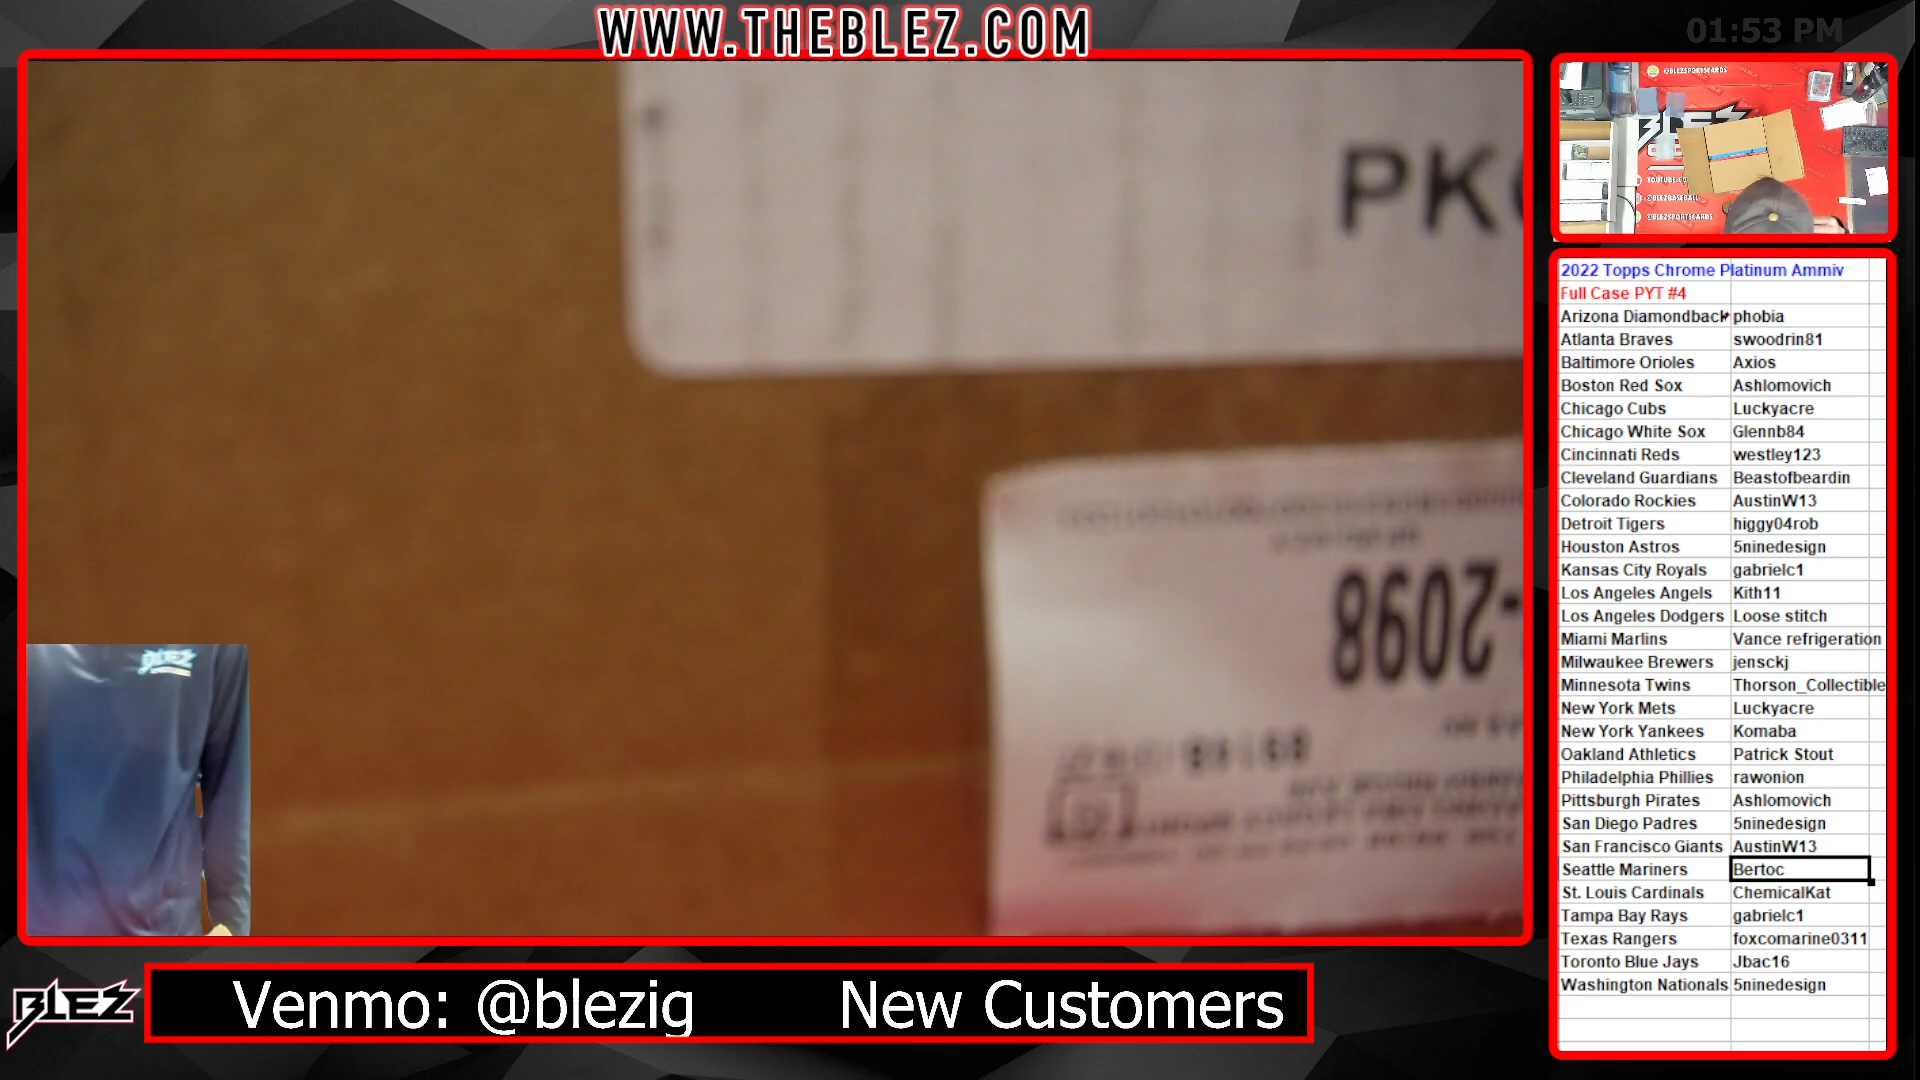 WWW.THEBLEZ.COM
01:53 PM
PK
-2098
BLEZ
@BLEZSPORTSCARDS
BLEZ
@BLEZBASEBALL
@BLEZSPORTSCARDS
2022 Topps Chrome Platinum Ammiv
Full Case PYT #4
Arizona Diamondback phobia
Atlanta Braves swoodrin81
Baltimore Orioles Axios
Boston Red Sox Ashlomovich
Chicago Cubs Luckyacre
Chicago White Sox Glennb84
Cincinnati Reds westley123
Cleveland Guardians Beastofbeardin
Colorado Rockies AustinW13
Detroit Tigers higgy04rob
Houston Astros 5ninedesign
Kansas City Royals gabrielc1
Los Angeles Angels Kith11
Los Angeles Dodgers Loose stitch
Miami Marlins Vance refrigeration
Milwaukee Brewers jensckj
Minnesota Twins Thorson_Collectible
New York Mets Luckyacre
New York Yankees Komaba
Oakland Athletics Patrick Stout
Philadelphia Phillies rawonion
Pittsburgh Pirates Ashlomovich
San Diego Padres 5ninedesign
San Francisco Giants AustinW13
Seattle Mariners Bertoc
St. Louis Cardinals ChemicalKat
Tampa Bay Rays gabrielc1
Texas Rangers foxcomarine0311
Toronto Blue Jays Jbac16
Washington Nationals 5ninedesign
BLEZ
Venmo: @blezig New Customers